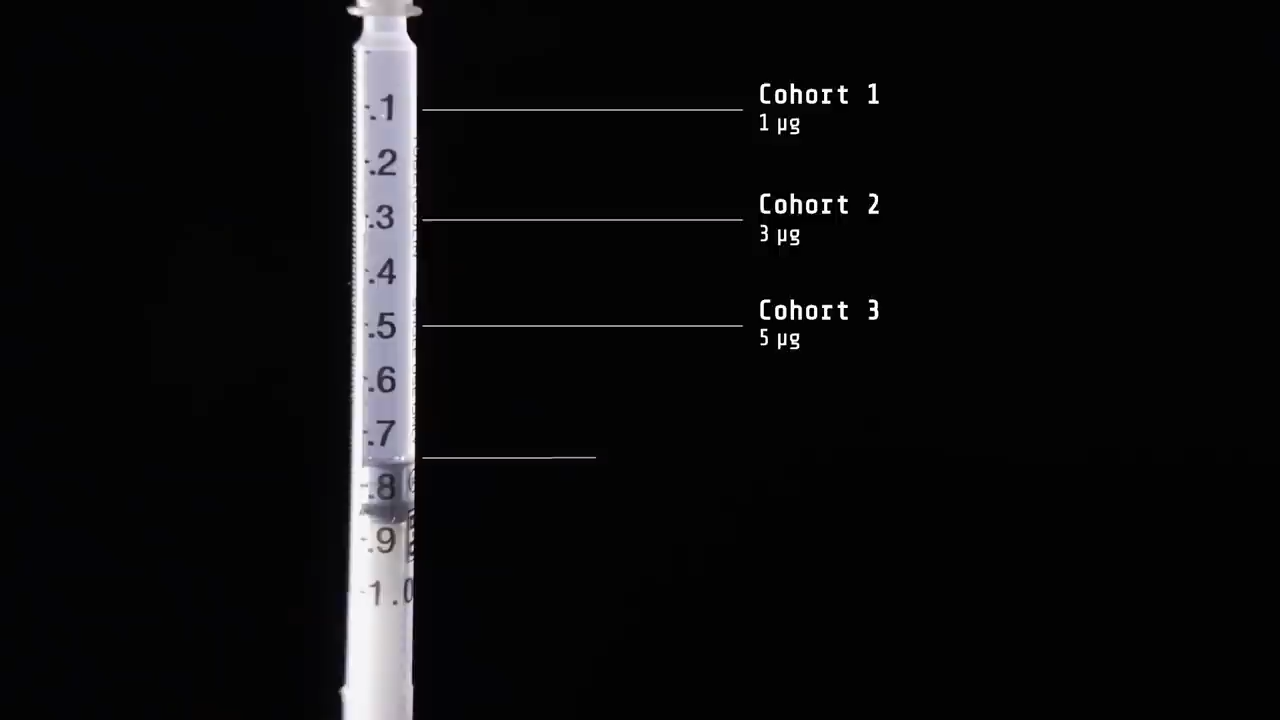 .1
Cohort 1
1 µg
.2
.3
Cohort 2
3 µg
.4
.5
Cohort 3
5 µg
.6
.7
.8
.9
1.0